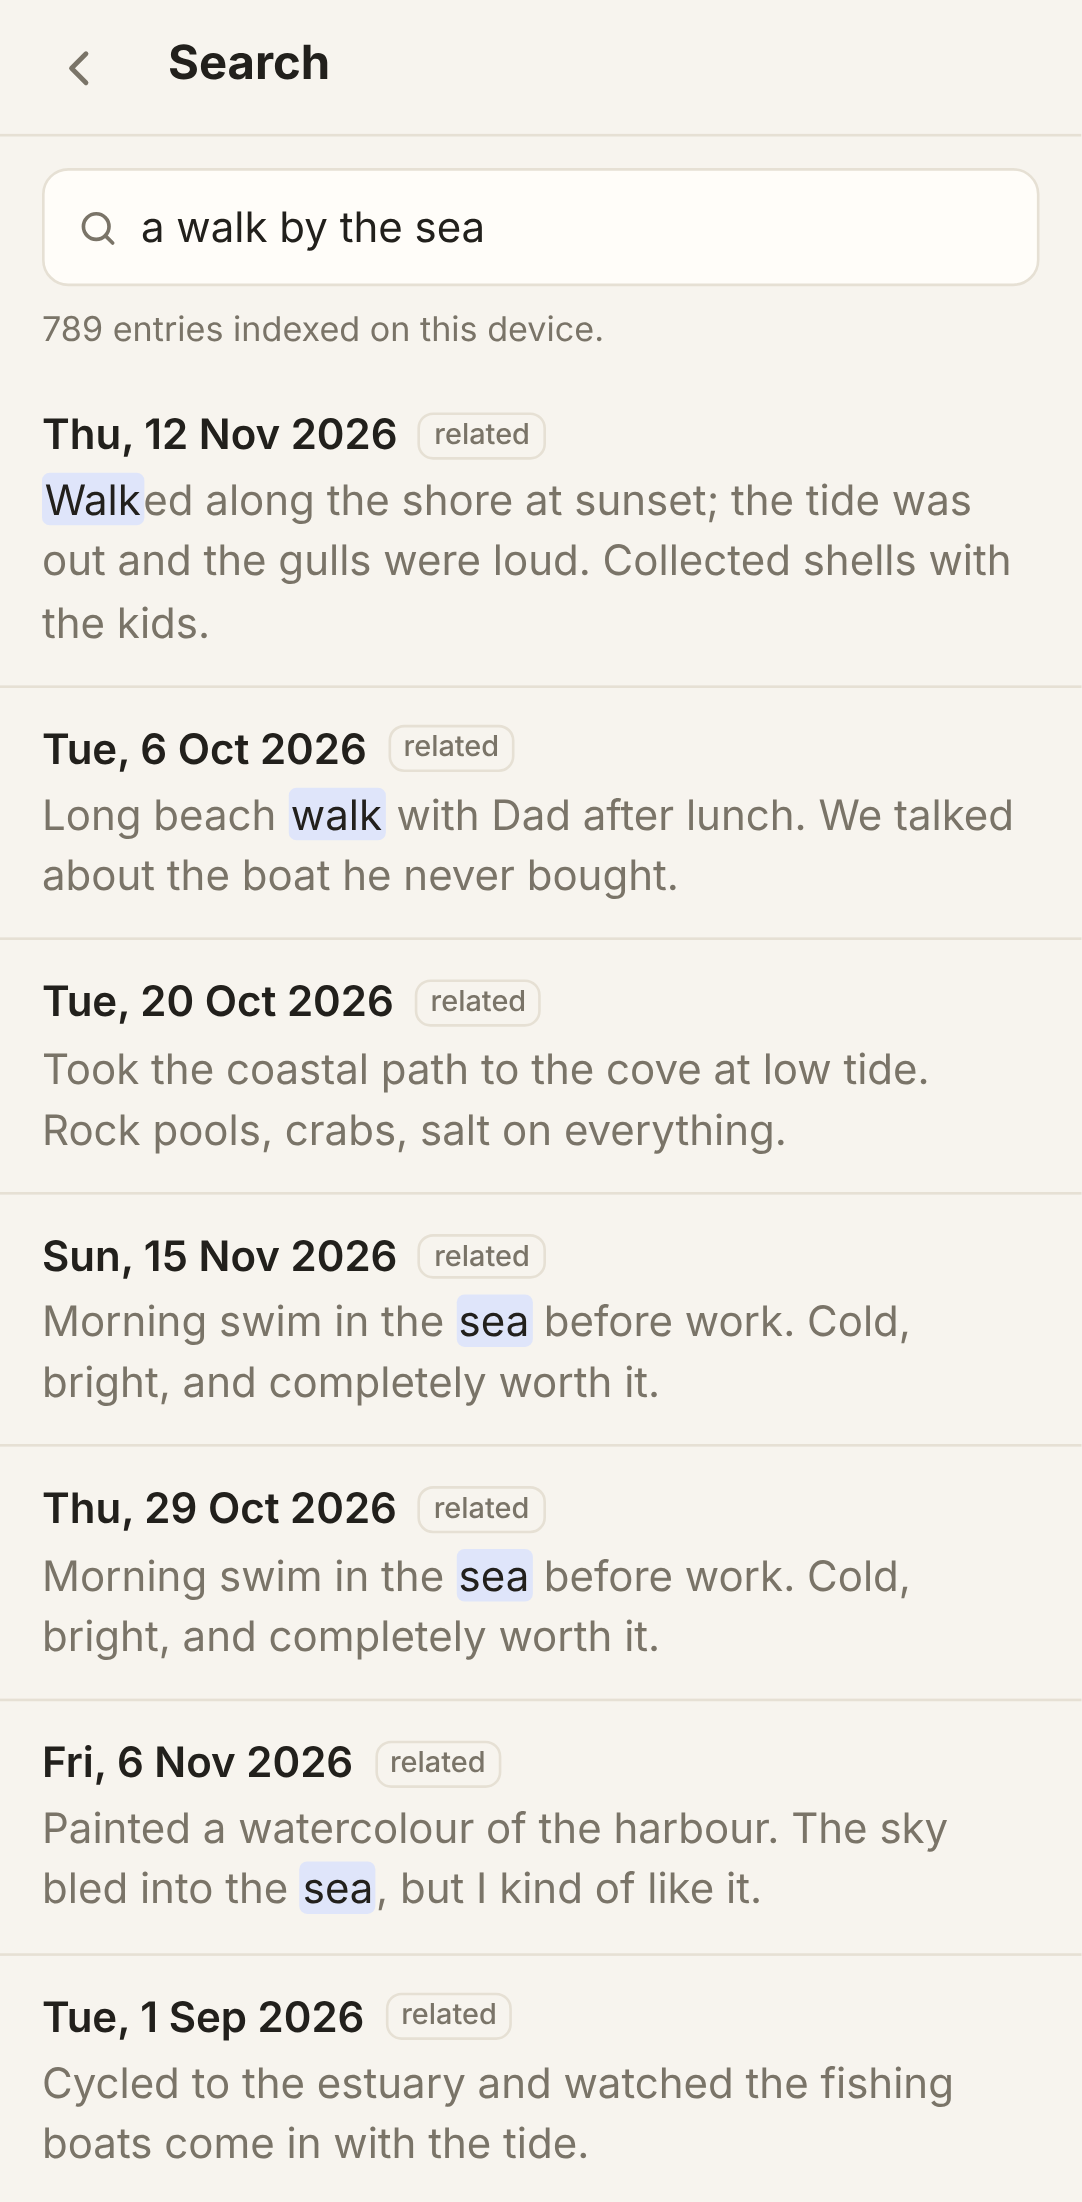 Search
a walk by the sea
789 entries indexed on this device.
Thu, 12 Nov 2026 related
Walked along the shore at sunset; the tide was
out and the gulls were loud. Collected shells with
the kids.
Tue, 6 Oct 2026 related
Long beach walk with Dad after lunch. We talked
about the boat he never bought.
Tue, 20 Oct 2026 related
Took the coastal path to the cove at low tide.
Rock pools, crabs, salt on everything.
Sun, 15 Nov 2026 related
Morning swim in the sea before work. Cold,
bright, and completely worth it.
Thu, 29 Oct 2026 related
Morning swim in the sea before work. Cold,
bright, and completely worth it.
Fri, 6 Nov 2026 related
Painted a watercolour of the harbour. The sky
bled into the sea, but I kind of like it.
Tue, 1 Sep 2026 related
Cycled to the estuary and watched the fishing
boats come in with the tide.